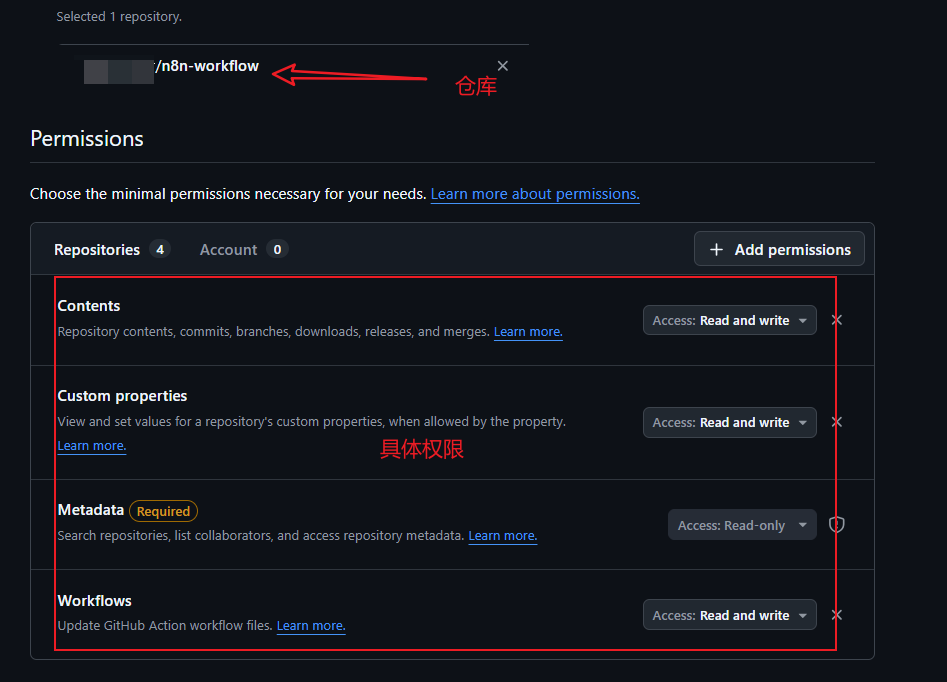 Selected 1 repository.
/n8n-workflow
仓库
Permissions
Choose the minimal permissions necessary for your needs. Learn more about permissions.
Repositories 4 Account 0 + Add permissions
Contents
Repository contents, commits, branches, downloads, releases, and merges. Learn more.
Access: Read and write
Custom properties
View and set values for a repository's custom properties, when allowed by the property.
Learn more.
Access: Read and write
具体权限
Metadata Required
Search repositories, list collaborators, and access repository metadata. Learn more.
Access: Read-only
Workflows
Update GitHub Action workflow files. Learn more.
Access: Read and write